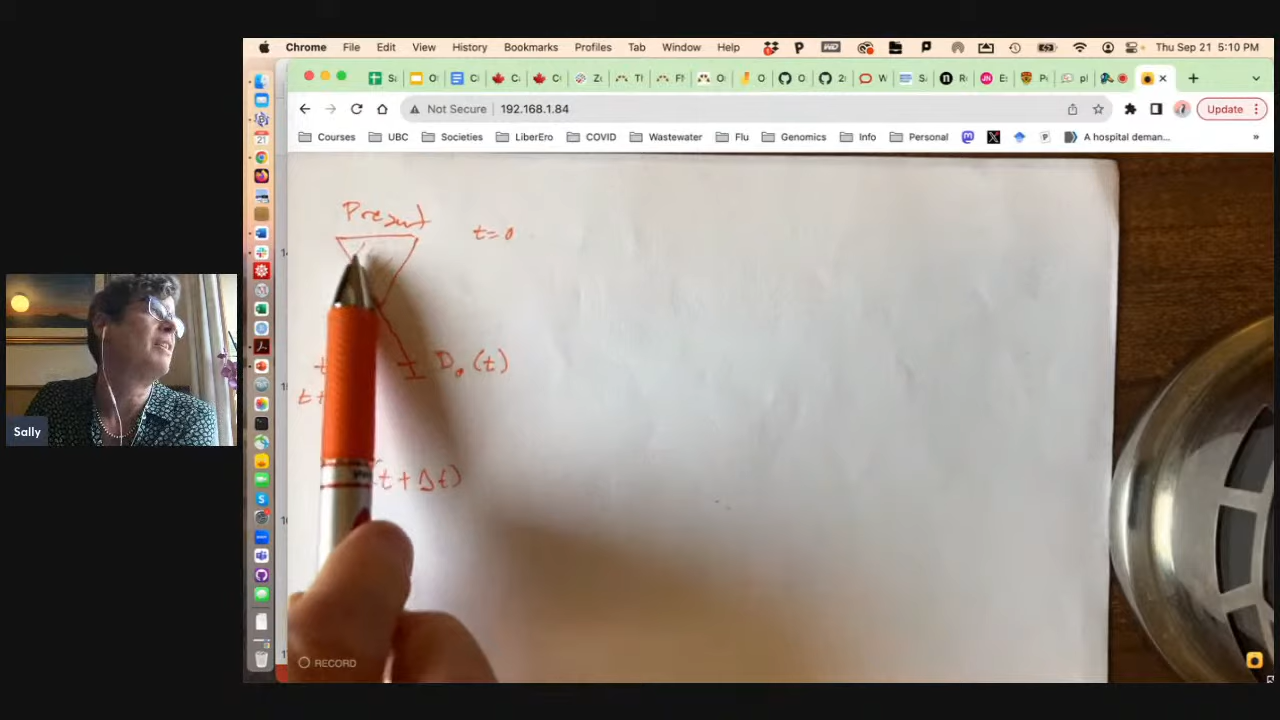 Chrome File Edit View History Bookmarks Profiles Tab Window Help
WD
Thu Sep 21 5:10 PM
Not Secure 192.168.1.84
Update
Courses UBC Societies LiberEro COVID Wastewater Flu Genomics Info Personal A hospital deman... »
Present
t=0
D₀(t)
t+
(t+Δt)
Sally
RECORD